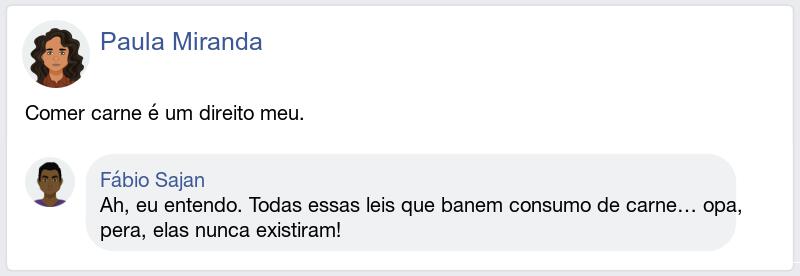 Paula Miranda
Comer carne é um direito meu.
Fábio Sajan
Ah, eu entendo. Todas essas leis que banem consumo de carne... opa,
pera, elas nunca existiram!